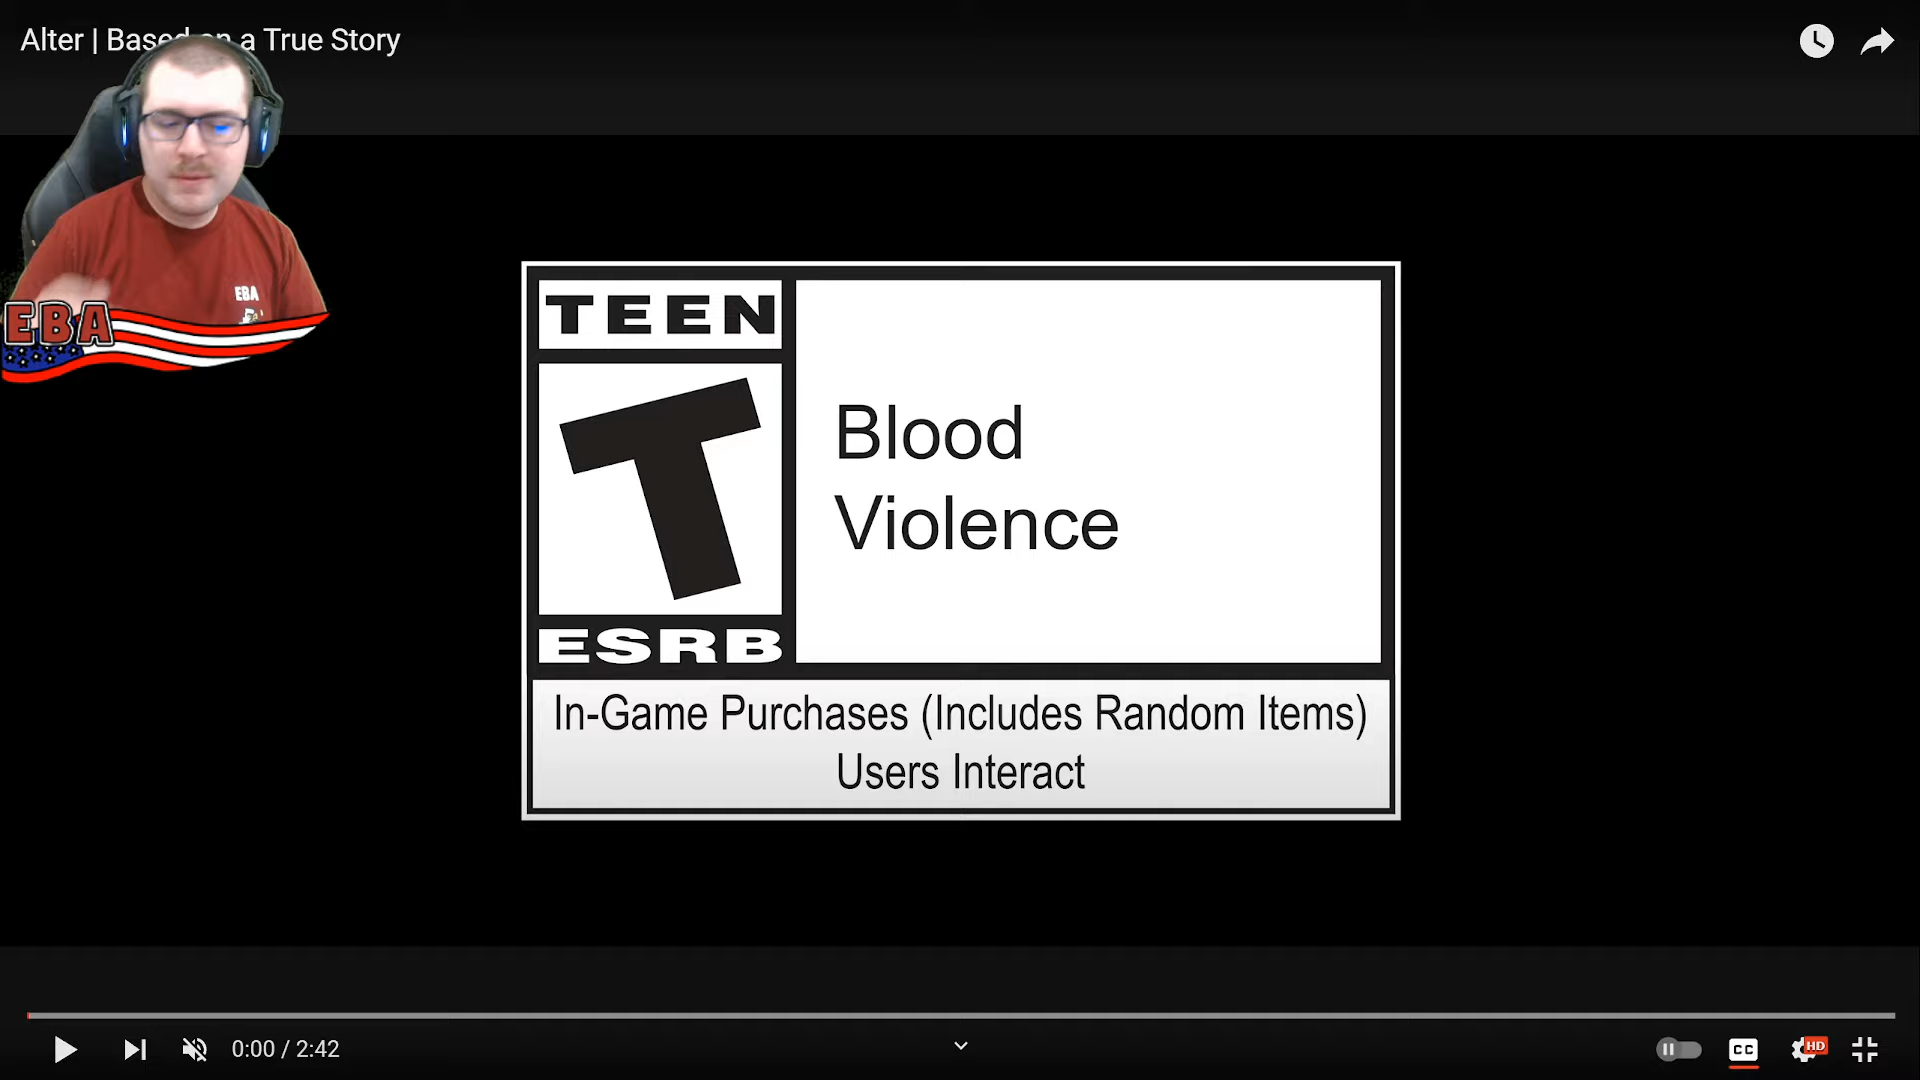 Alter | Based on a True Story
EBA
EBA
TEEN
T
ESRB
Blood
Violence
In-Game Purchases (Includes Random Items)
Users Interact
0:00 / 2:42
CC
HD